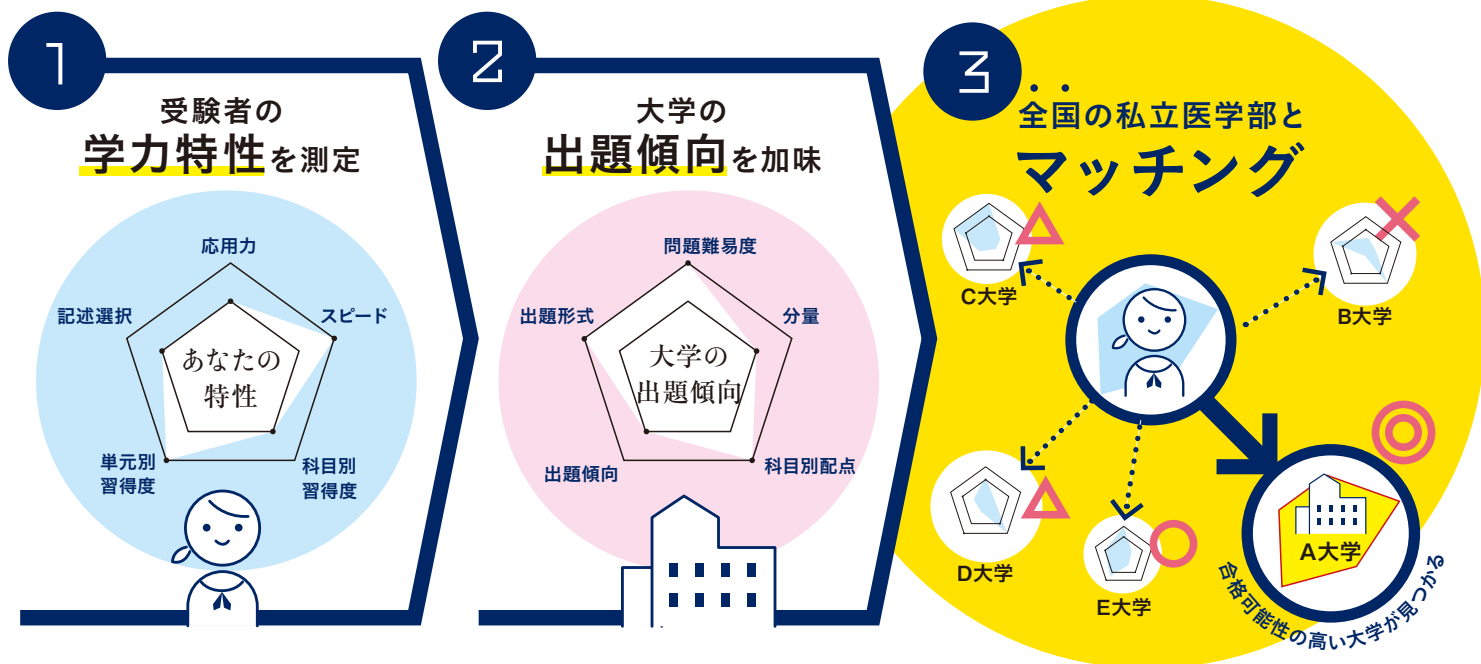 1
受験者の
学力特性を測定
応用力
記述選択
スピード
あなたの
特性
単元別
習得度
科目別
習得度
2
大学の
出題傾向を加味
問題難易度
出題形式
分量
大学の
出題傾向
出題傾向
科目別配点
3
全国の私立医学部と
マッチング
C大学
B大学
D大学
E大学
A大学
合格可能性の高い大学が見つかる